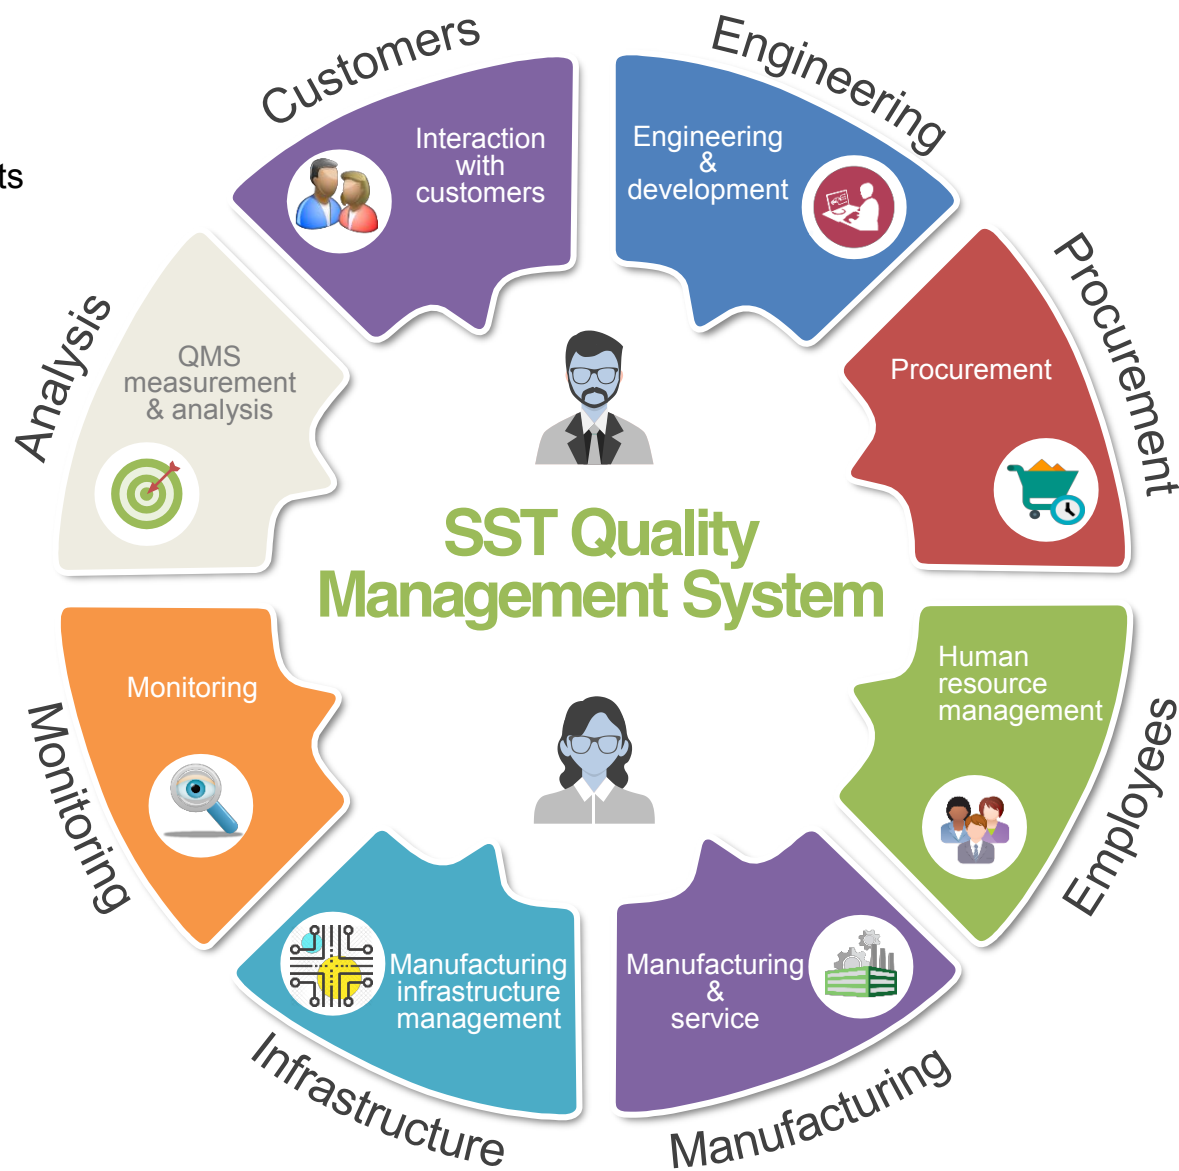 Customers
Engineering
Interaction
with
customers
Engineering
&
development
ts
Procurement
Procurement
Analysis
QMS
measurement
& analysis
SST Quality
Management System
Monitoring
Monitoring
Human
resource
management
Employees
Manufacturing
infrastructure
management
Infrastructure
Manufacturing
&
service
Manufacturing